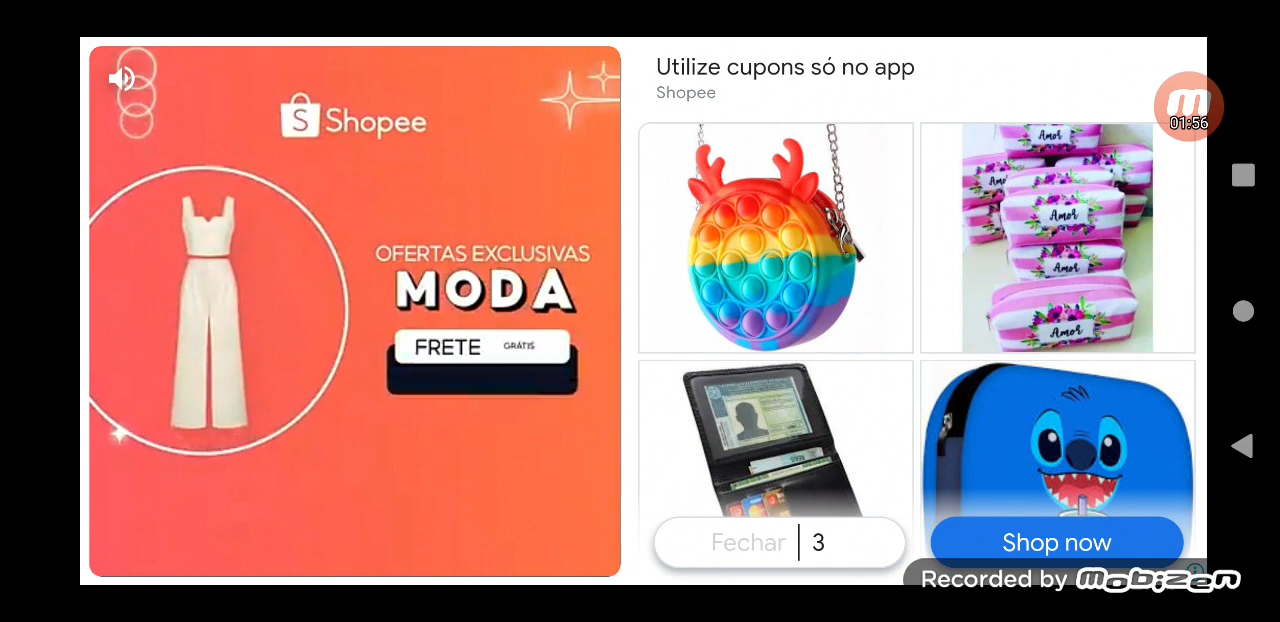 Shopee
OFERTAS EXCLUSIVAS
MODA
FRETE GRÁTIS
Utilize cupons só no app
Shopee
01:56
Amor
Amor
Amor
Amor
Fechar | 3
Shop now
Recorded by mobizen